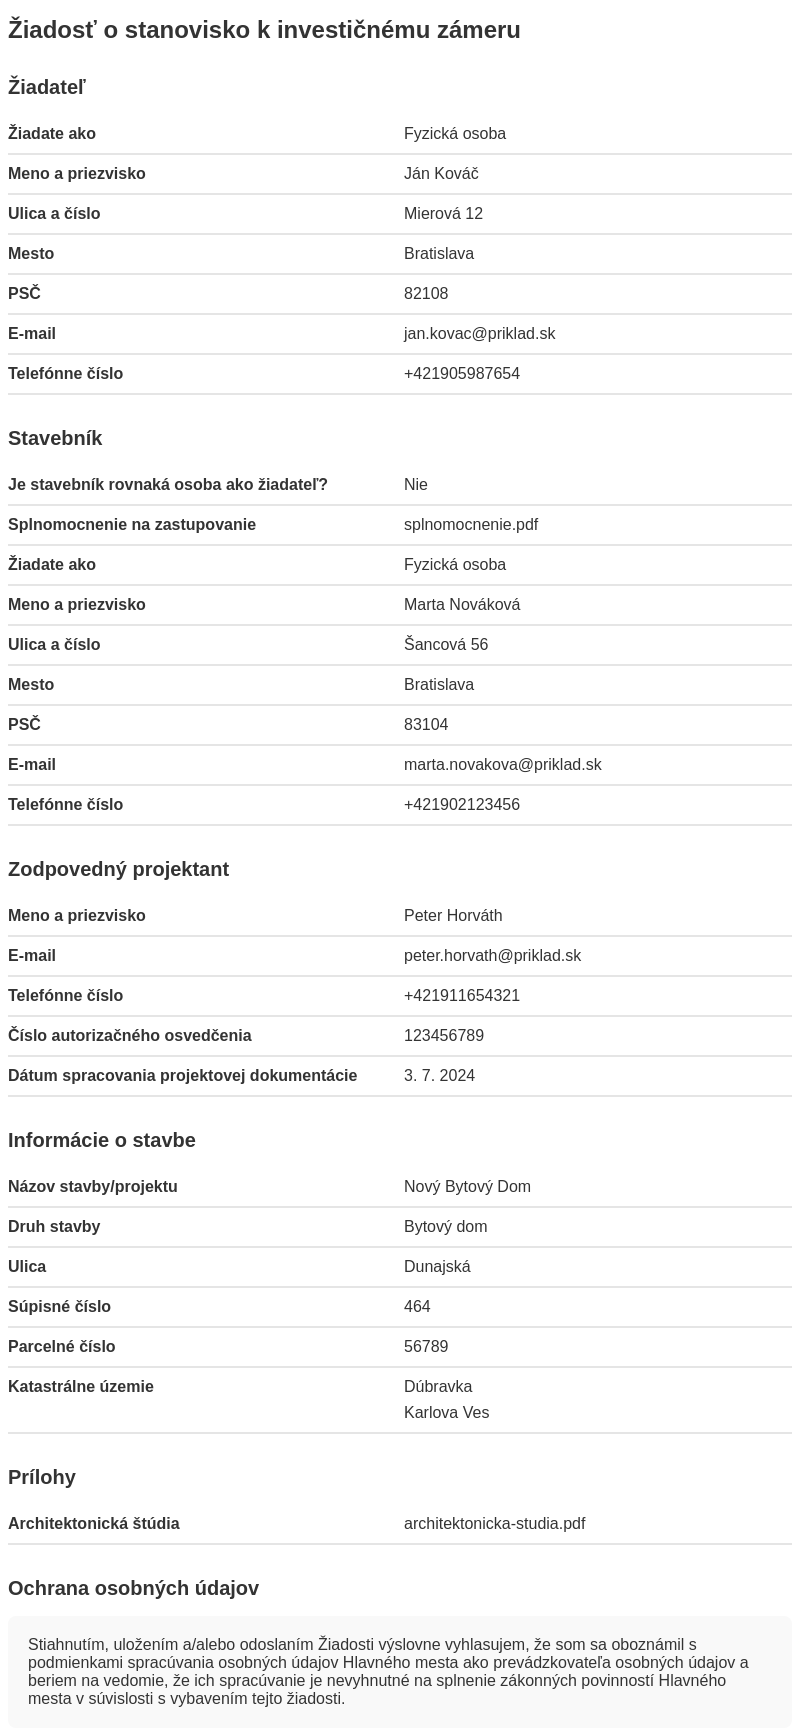 Žiadosť o stanovisko k investičnému zámeru
Žiadateľ
Žiadate ako Fyzická osoba
Meno a priezvisko Ján Kováč
Ulica a číslo Mierová 12
Mesto Bratislava
PSČ 82108
E-mail jan.kovac@priklad.sk
Telefónne číslo +421905987654
Stavebník
Je stavebník rovnaká osoba ako žiadateľ? Nie
Splnomocnenie na zastupovanie splnomocnenie.pdf
Žiadate ako Fyzická osoba
Meno a priezvisko Marta Nováková
Ulica a číslo Šancová 56
Mesto Bratislava
PSČ 83104
E-mail marta.novakova@priklad.sk
Telefónne číslo +421902123456
Zodpovedný projektant
Meno a priezvisko Peter Horváth
E-mail peter.horvath@priklad.sk
Telefónne číslo +421911654321
Číslo autorizačného osvedčenia 123456789
Dátum spracovania projektovej dokumentácie 3. 7. 2024
Informácie o stavbe
Názov stavby/projektu Nový Bytový Dom
Druh stavby Bytový dom
Ulica Dunajská
Súpisné číslo 464
Parcelné číslo 56789
Katastrálne územie Dúbravka
Karlova Ves
Prílohy
Architektonická štúdia architektonicka-studia.pdf
Ochrana osobných údajov
Stiahnutím, uložením a/alebo odoslaním Žiadosti výslovne vyhlasujem, že som sa oboznámil s
podmienkami spracúvania osobných údajov Hlavného mesta ako prevádzkovateľa osobných údajov a
beriem na vedomie, že ich spracúvanie je nevyhnutné na splnenie zákonných povinností Hlavného
mesta v súvislosti s vybavením tejto žiadosti.